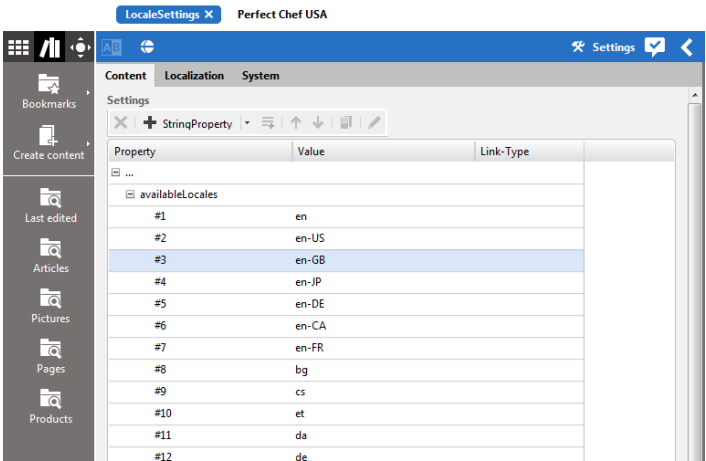 LocaleSettings X Perfect Chef USA
AB Settings
Bookmarks
Create content
Last edited
Articles
Pictures
Pages
Products
Content Localization System
Settings
StringProperty
Property Value Link-Type
...
availableLocales
#1 en
#2 en-US
#3 en-GB
#4 en-JP
#5 en-DE
#6 en-CA
#7 en-FR
#8 bg
#9 cs
#10 et
#11 da
#12 de